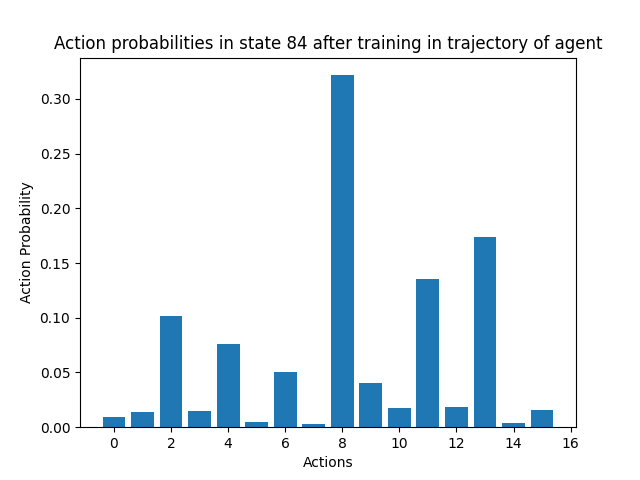 Action probabilities in state 84 after training in trajectory of agent
0.30
0.25
0.20
0.15
0.10
0.05
0.00
Action Probability
0 2 4 6 8 10 12 14 16
Actions